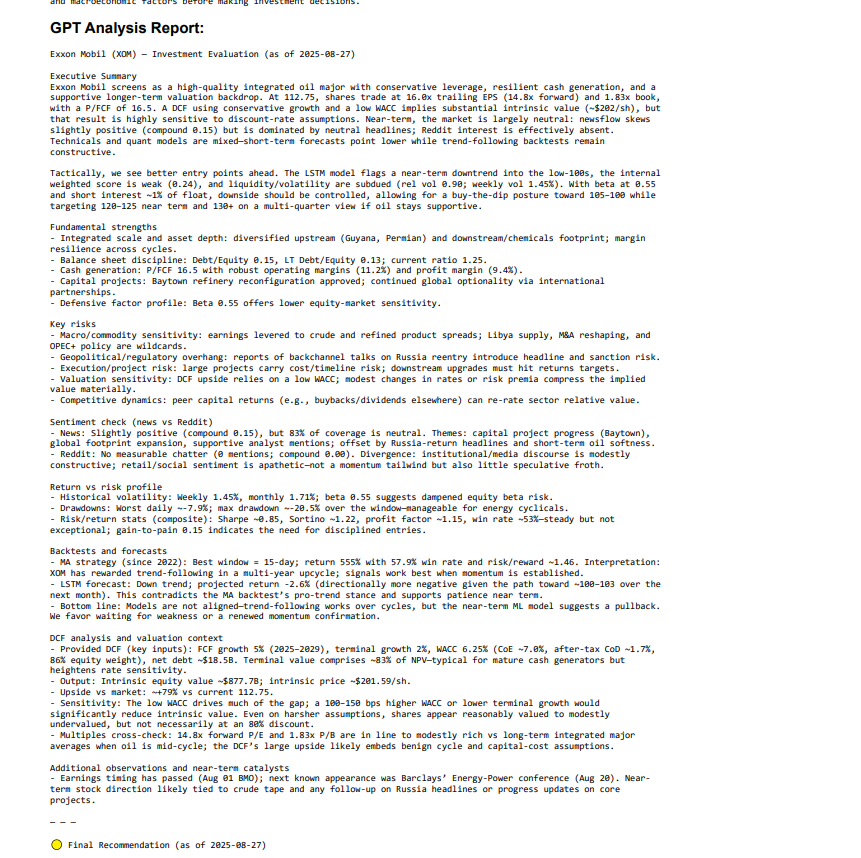 and macroeconomic factors before making investment decisions.
GPT Analysis Report:
Exxon Mobil (XOM) — Investment Evaluation (as of 2025-08-27)
Executive Summary
Exxon Mobil screens as a high-quality integrated oil major with conservative leverage, resilient cash generation, and a
supportive longer-term valuation backdrop. At 112.75, shares trade at 16.0x trailing EPS (14.8x forward) and 1.83x book,
with a P/FCF of 16.5. A DCF using conservative growth and a low WACC implies substantial intrinsic value (~$202/sh), but
that result is highly sensitive to discount-rate assumptions. Near-term, the market is largely neutral: newsflow skews
slightly positive (compound 0.15) but is dominated by neutral headlines; Reddit interest is effectively absent.
Technicals and quant models are mixed—short-term forecasts point lower while trend-following backtests remain
constructive.
Tactically, we see better entry points ahead. The LSTM model flags a near-term downtrend into the low-100s, the internal
weighted score is weak (0.24), and liquidity/volatility are subdued (rel vol 0.90; weekly vol 1.45%). With beta at 0.55
and short interest ~1% of float, downside should be controlled, allowing for a buy-the-dip posture toward 105–100 while
targeting 120–125 near term and 130+ on a multi-quarter view if oil stays supportive.
Fundamental strengths
- Integrated scale and asset depth: diversified upstream (Guyana, Permian) and downstream/chemicals footprint; margin
resilience across cycles.
- Balance sheet discipline: Debt/Equity 0.15, LT Debt/Equity 0.13; current ratio 1.25.
- Cash generation: P/FCF 16.5 with robust operating margins (11.2%) and profit margin (9.4%).
- Capital projects: Baytown refinery reconfiguration approved; continued global optionality via international
partnerships.
- Defensive factor profile: Beta 0.55 offers lower equity-market sensitivity.
Key risks
- Macro/commodity sensitivity: earnings levered to crude and refined product spreads; Libya supply, M&A reshaping, and
OPEC+ policy are wildcards.
- Geopolitical/regulatory overhang: reports of backchannel talks on Russia reentry introduce headline and sanction risk.
- Execution/project risk: large projects carry cost/timeline risk; downstream upgrades must hit returns targets.
- Valuation sensitivity: DCF upside relies on a low WACC; modest changes in rates or risk premia compress the implied
value materially.
- Competitive dynamics: peer capital returns (e.g., buybacks/dividends elsewhere) can re-rate sector relative value.
Sentiment check (news vs Reddit)
- News: Slightly positive (compound 0.15), but 83% of coverage is neutral. Themes: capital project progress (Baytown),
global footprint expansion, supportive analyst mentions; offset by Russia-return headlines and short-term oil softness.
- Reddit: No measurable chatter (0 mentions; compound 0.00). Divergence: institutional/media discourse is modestly
constructive; retail/social sentiment is apathetic—not a momentum tailwind but also little speculative froth.
Return vs risk profile
- Historical volatility: Weekly 1.45%, monthly 1.71%; beta 0.55 suggests dampened equity beta risk.
- Drawdowns: Worst daily ~-7.9%; max drawdown ~-20.5% over the window—manageable for energy cyclicals.
- Risk/return stats (composite): Sharpe ~0.85, Sortino ~1.22, profit factor ~1.15, win rate ~53%—steady but not
exceptional; gain-to-pain 0.15 indicates the need for disciplined entries.
Backtests and forecasts
- MA strategy (since 2022): Best window = 15-day; return 555% with 57.9% win rate and risk/reward ~1.46. Interpretation:
XOM has rewarded trend-following in a multi-year upcycle; signals work best when momentum is established.
- LSTM forecast: Down trend; projected return -2.6% (directionally more negative given the path toward ~100–103 over the
next month). This contradicts the MA backtest's pro-trend stance and supports patience near term.
- Bottom line: Models are not aligned—trend-following works over cycles, but the near-term ML model suggests a pullback.
We favor waiting for weakness or a renewed momentum confirmation.
DCF analysis and valuation context
- Provided DCF (key inputs): FCF growth 5% (2025–2029), terminal growth 2%, WACC 6.25% (CoE ~7.0%, after-tax CoD ~1.7%,
86% equity weight), net debt ~$18.5B. Terminal value comprises ~83% of NPV—typical for mature cash generators but
heightens rate sensitivity.
- Output: Intrinsic equity value ~$877.7B; intrinsic price ~$201.59/sh.
- Upside vs market: ~+79% vs current 112.75.
- Sensitivity: The low WACC drives much of the gap; a 100–150 bps higher WACC or lower terminal growth would
significantly reduce intrinsic value. Even on harsher assumptions, shares appear reasonably valued to modestly
undervalued, but not necessarily at an 80% discount.
- Multiples cross-check: 14.8x forward P/E and 1.83x P/B are in line to modestly rich vs long-term integrated major
averages when oil is mid-cycle; the DCF's large upside likely embeds benign cycle and capital-cost assumptions.
Additional observations and near-term catalysts
- Earnings timing has passed (Aug 01 BMO); next known appearance was Barclays' Energy-Power conference (Aug 20). Near-
term stock direction likely tied to crude tape and any follow-up on Russia headlines or progress updates on core
projects.
— — —
Final Recommendation (as of 2025-08-27)